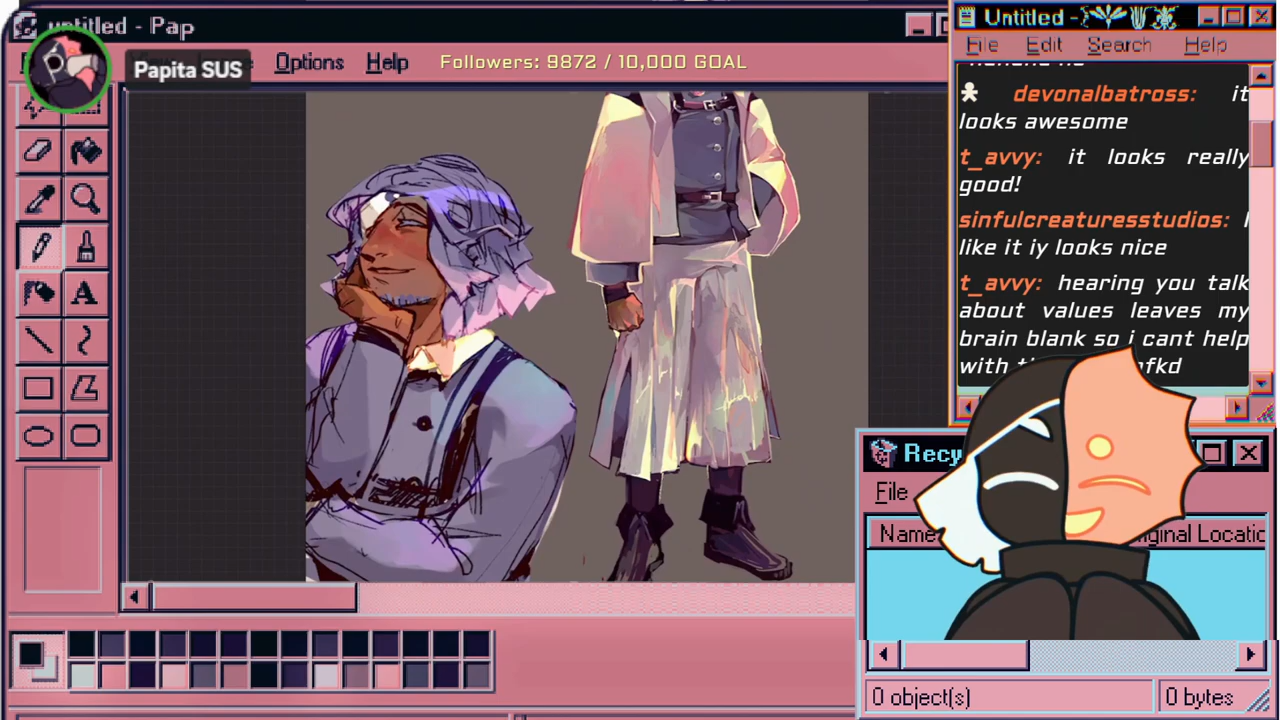 untitled - Pap
Papita SUS
Options
Help
Followers: 9872 / 10,000 GOAL
A
Untitled -
File Edit Search Help
devonalbatross: it
looks awesome
t_avvy: it looks really
good!
sinfulcreaturesstudios: I
like it iy looks nice
t_avvy: hearing you talk
about values leaves my
brain blank so i cant help
with
Recy
File
Name
iginal Locatio
0 object(s)
0 bytes